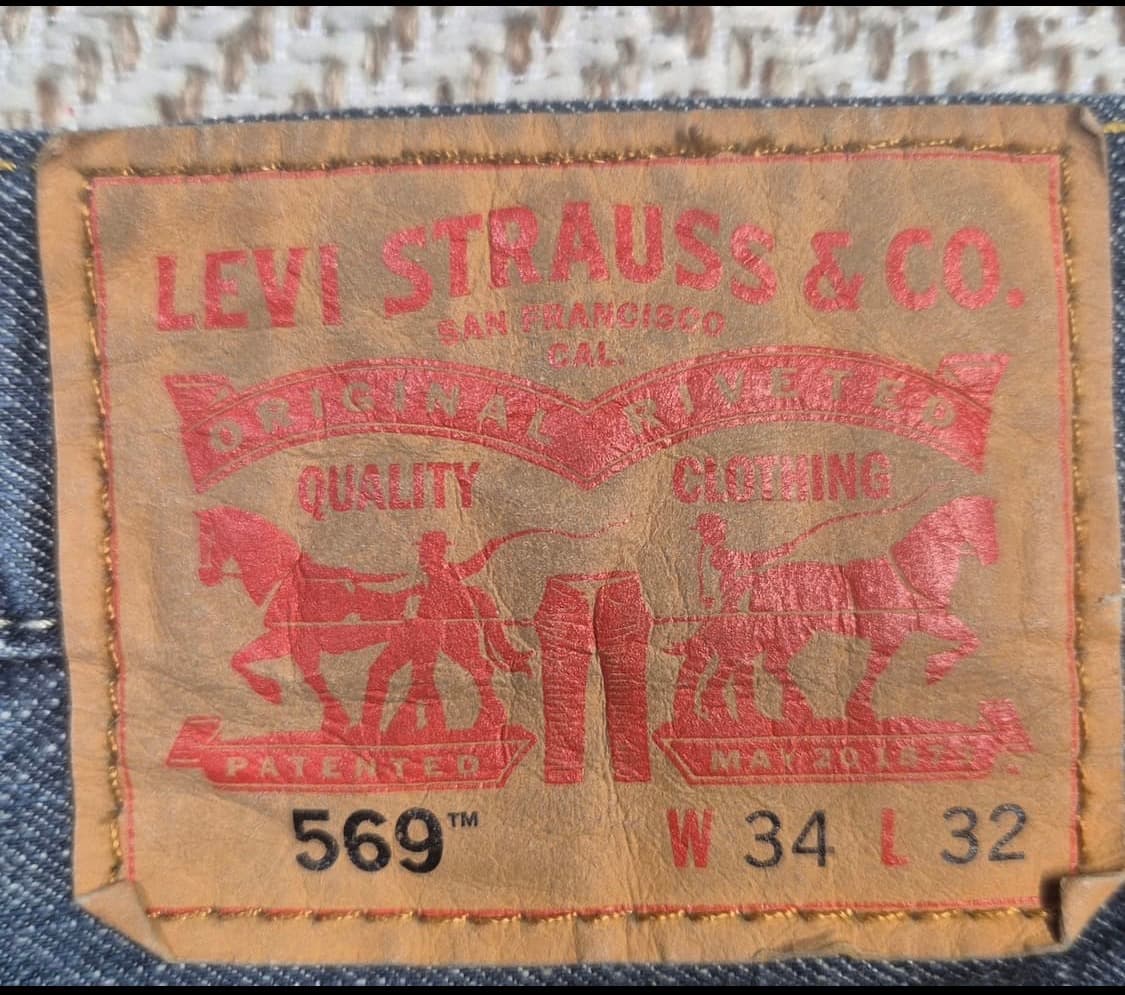 LEVI STRAUSS & CO.
SAN FRANCISCO
CAL.
ORIGINAL RIVETED
QUALITY CLOTHING
PATENTED MAY 20 1873
569™ W 34 L 32